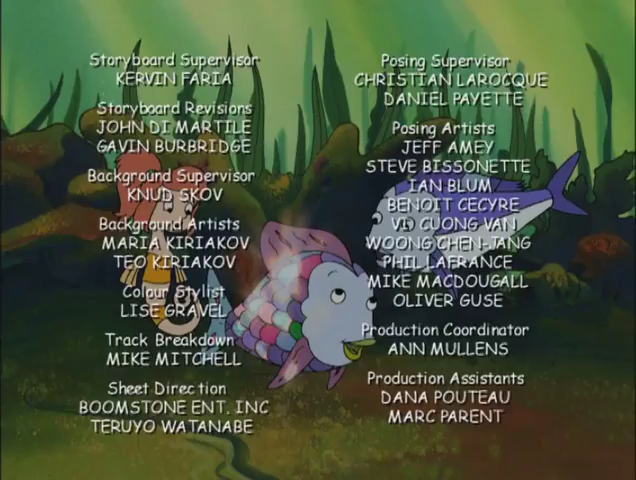 Storyboard Supervisor
KERVIN FARIA
Storyboard Revisions
JOHN DI MARTILE
GAVIN BURBRIDGE
Background Supervisor
KNUD SKOV
Background Artists
MARIA KIRIAKOV
TEO KIRIAKOV
Colour Stylist
LISE GRAVEL
Track Breakdown
MIKE MITCHELL
Sheet Direction
BOOMSTONE ENT. INC
TERUYO WATANABE
Posing Supervisor
CHRISTIAN LAROCQUE
DANIEL PAYETTE
Posing Artists
JEFF AMEY
STEVE BISSONETTE
IAN BLUM
BENOIT CECYRE
VU CUONG VAN
WOONG CHEN-JANG
PHIL LAFRANCE
MIKE MACDOUGALL
OLIVER GUSE
Production Coordinator
ANN MULLENS
Production Assistants
DANA POUTEAU
MARC PARENT